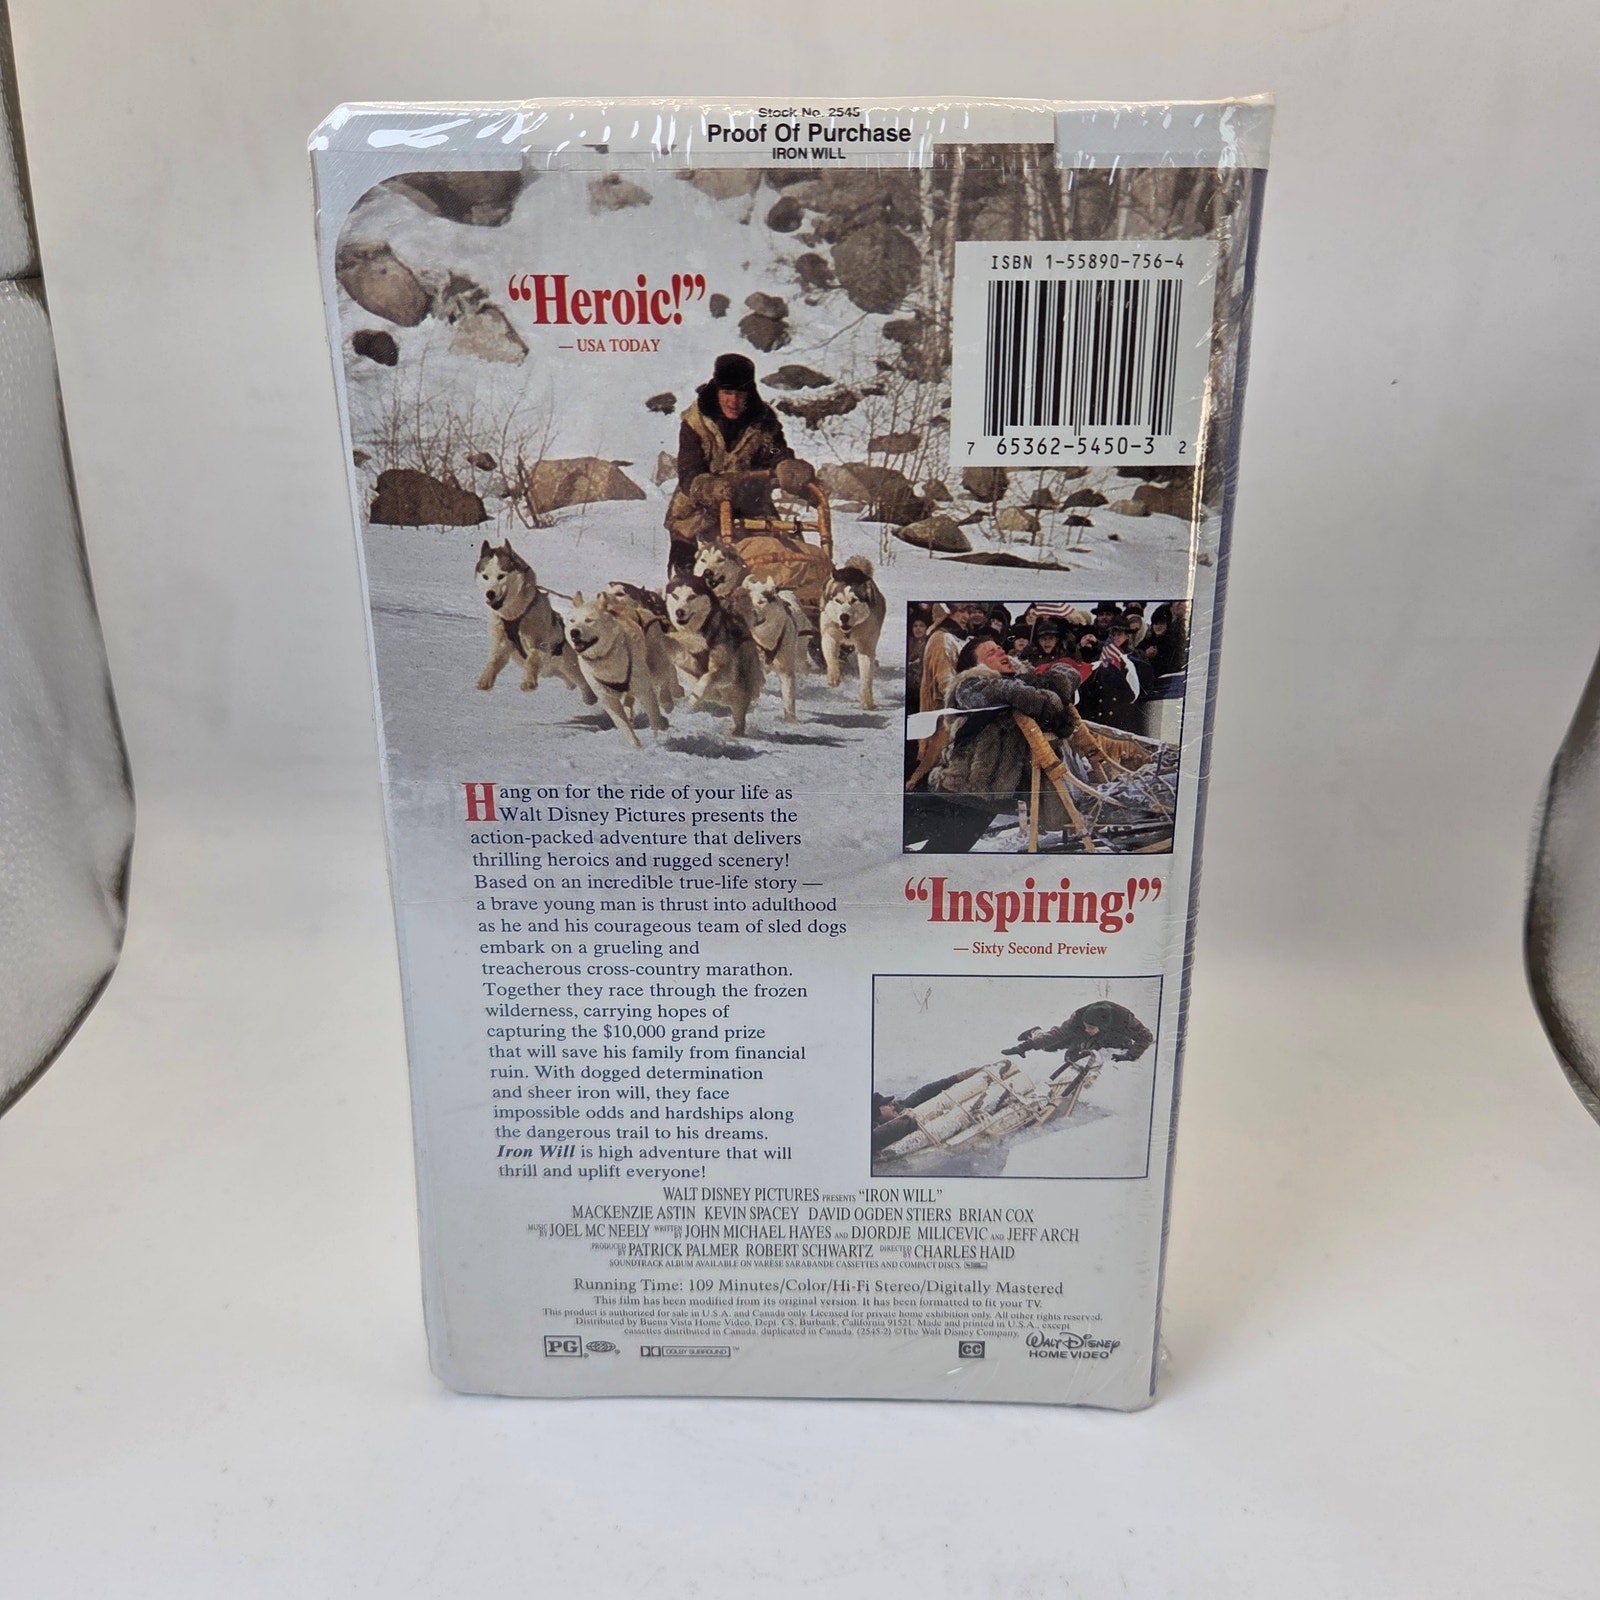 Stock No. 2545
Proof Of Purchase
IRON WILL
ISBN 1-55890-756-4
7 65362-5450-3 2
“Heroic!”
— USA TODAY
Hang on for the ride of your life as
Walt Disney Pictures presents the
action-packed adventure that delivers
thrilling heroics and rugged scenery!
Based on an incredible true-life story —
a brave young man is thrust into adulthood
as he and his courageous team of sled dogs
embark on a grueling and
treacherous cross-country marathon.
Together they race through the frozen
wilderness, carrying hopes of
capturing the $10,000 grand prize
that will save his family from financial
ruin. With dogged determination
and sheer iron will, they face
impossible odds and hardships along
the dangerous trail to his dreams.
Iron Will is high adventure that will
thrill and uplift everyone!
“Inspiring!”
— Sixty Second Preview
WALT DISNEY PICTURES PRESENTS “IRON WILL”
MACKENZIE ASTIN KEVIN SPACEY DAVID OGDEN STIERS BRIAN COX
MUSIC BY JOEL MC NEELY WRITTEN BY JOHN MICHAEL HAYES AND DJORDJE MILICEVIC AND JEFF ARCH
PRODUCED BY PATRICK PALMER ROBERT SCHWARTZ DIRECTED BY CHARLES HAID
SOUNDTRACK ALBUM AVAILABLE ON VARESE SARABANDE CASSETTES AND COMPACT DISCS.
Running Time: 109 Minutes/Color/Hi-Fi Stereo/Digitally Mastered
This film has been modified from its original version. It has been formatted to fit your TV.
This product is authorized for sale in U.S.A. and Canada only. Licensed for private home exhibition only. All other rights reserved.
Distributed by Buena Vista Home Video, Dept. CS, Burbank, California 91521. Made and printed in U.S.A., except
cassettes distributed in Canada, duplicated in Canada. (2545-2) ©The Walt Disney Company.
PG
DOLBY SURROUND ™
CC
WALT DISNEY
HOME VIDEO